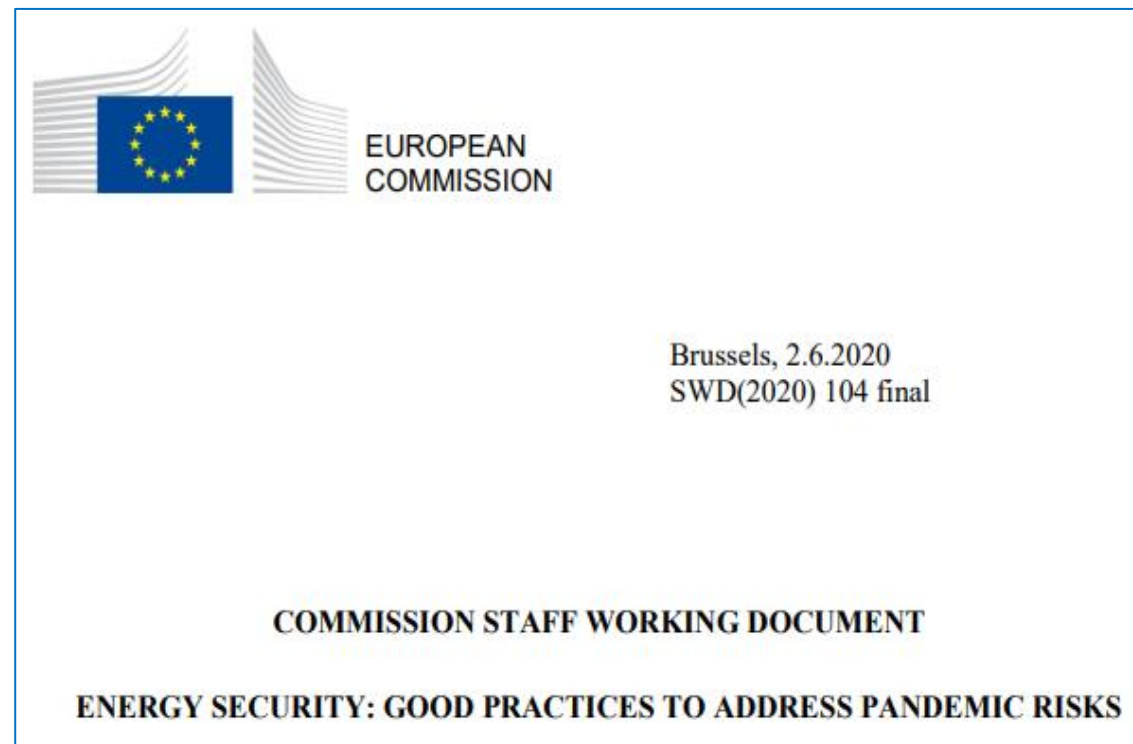 EUROPEAN
COMMISSION
Brussels, 2.6.2020
SWD(2020) 104 final
COMMISSION STAFF WORKING DOCUMENT
ENERGY SECURITY: GOOD PRACTICES TO ADDRESS PANDEMIC RISKS